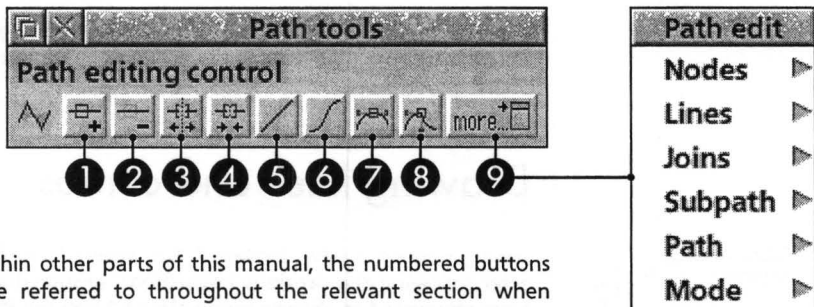 Path tools
Path editing control
more...
1 2 3 4 5 6 7 8 9
Path edit
Nodes
Lines
Joins
Subpath
Path
Mode
hin other parts of this manual, the numbered buttons
e referred to throughout the relevant section when